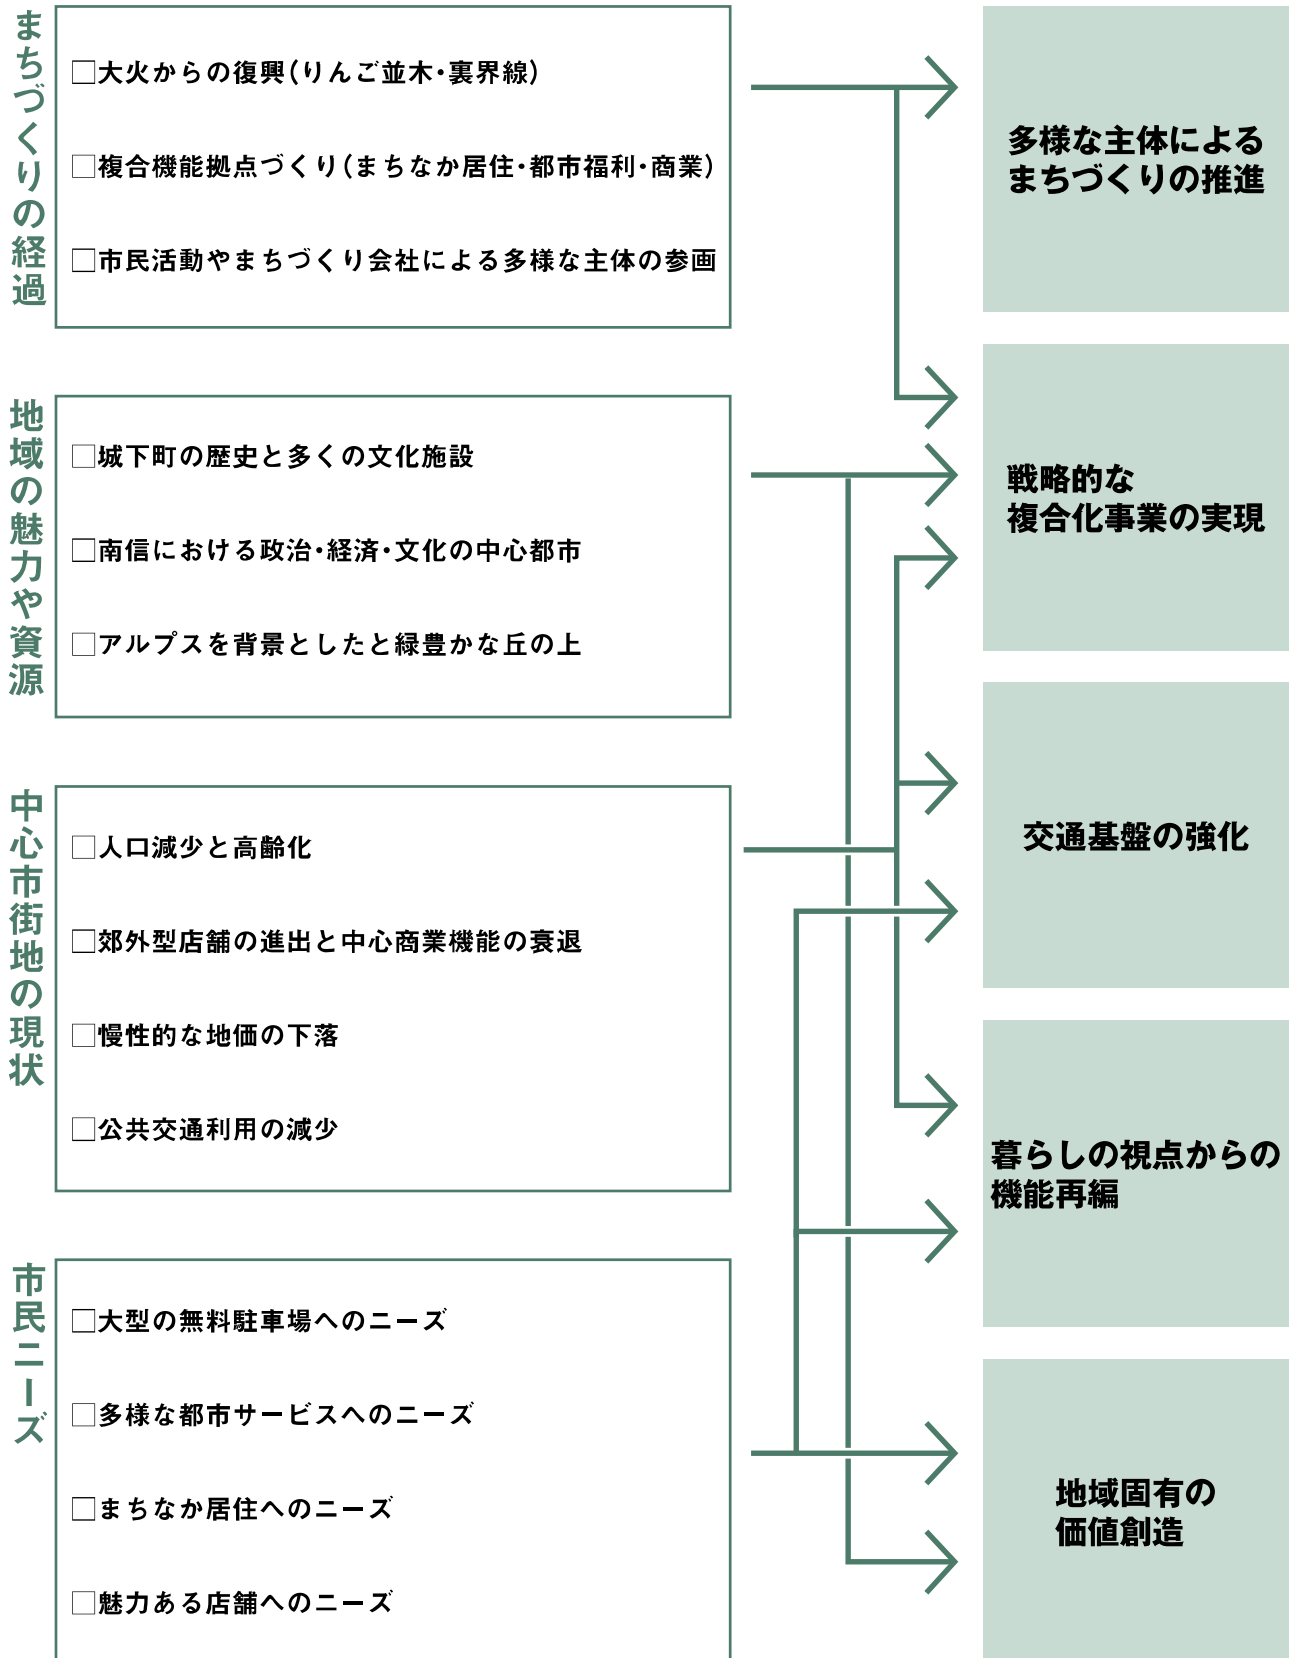 まちづくりの経過
□大火からの復興(りんご並木・裏界線)
□複合機能拠点づくり(まちなか居住・都市福利・商業)
□市民活動やまちづくり会社による多様な主体の参画
地域の魅力や資源
□城下町の歴史と多くの文化施設
□南信における政治・経済・文化の中心都市
□アルプスを背景としたと緑豊かな丘の上
中心市街地の現状
□人口減少と高齢化
□郊外型店舗の進出と中心商業機能の衰退
□慢性的な地価の下落
□公共交通利用の減少
市民ニーズ
□大型の無料駐車場へのニーズ
□多様な都市サービスへのニーズ
□まちなか居住へのニーズ
□魅力ある店舗へのニーズ
多様な主体による
まちづくりの推進
戦略的な
複合化事業の実現
交通基盤の強化
暮らしの視点からの
機能再編
地域固有の
価値創造